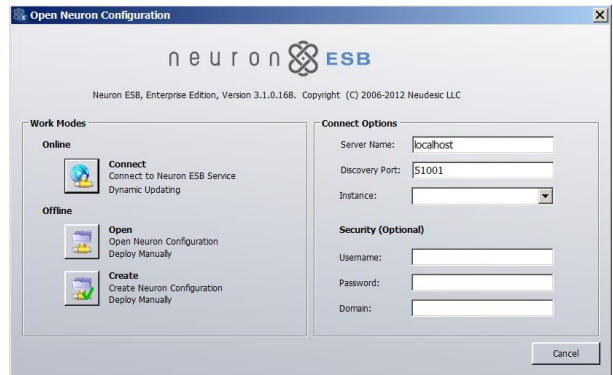 Open Neuron Configuration
neuron ESB
Neuron ESB, Enterprise Edition, Version 3.1.0.168. Copyright (C) 2006-2012 Neudesic LLC
Work Modes
Online
Connect
Connect to Neuron ESB Service
Dynamic Updating
Offline
Open
Open Neuron Configuration
Deploy Manually
Create
Create Neuron Configuration
Deploy Manually
Connect Options
Server Name: localhost
Discovery Port: 51001
Instance:
Security (Optional)
Username:
Password:
Domain:
Cancel